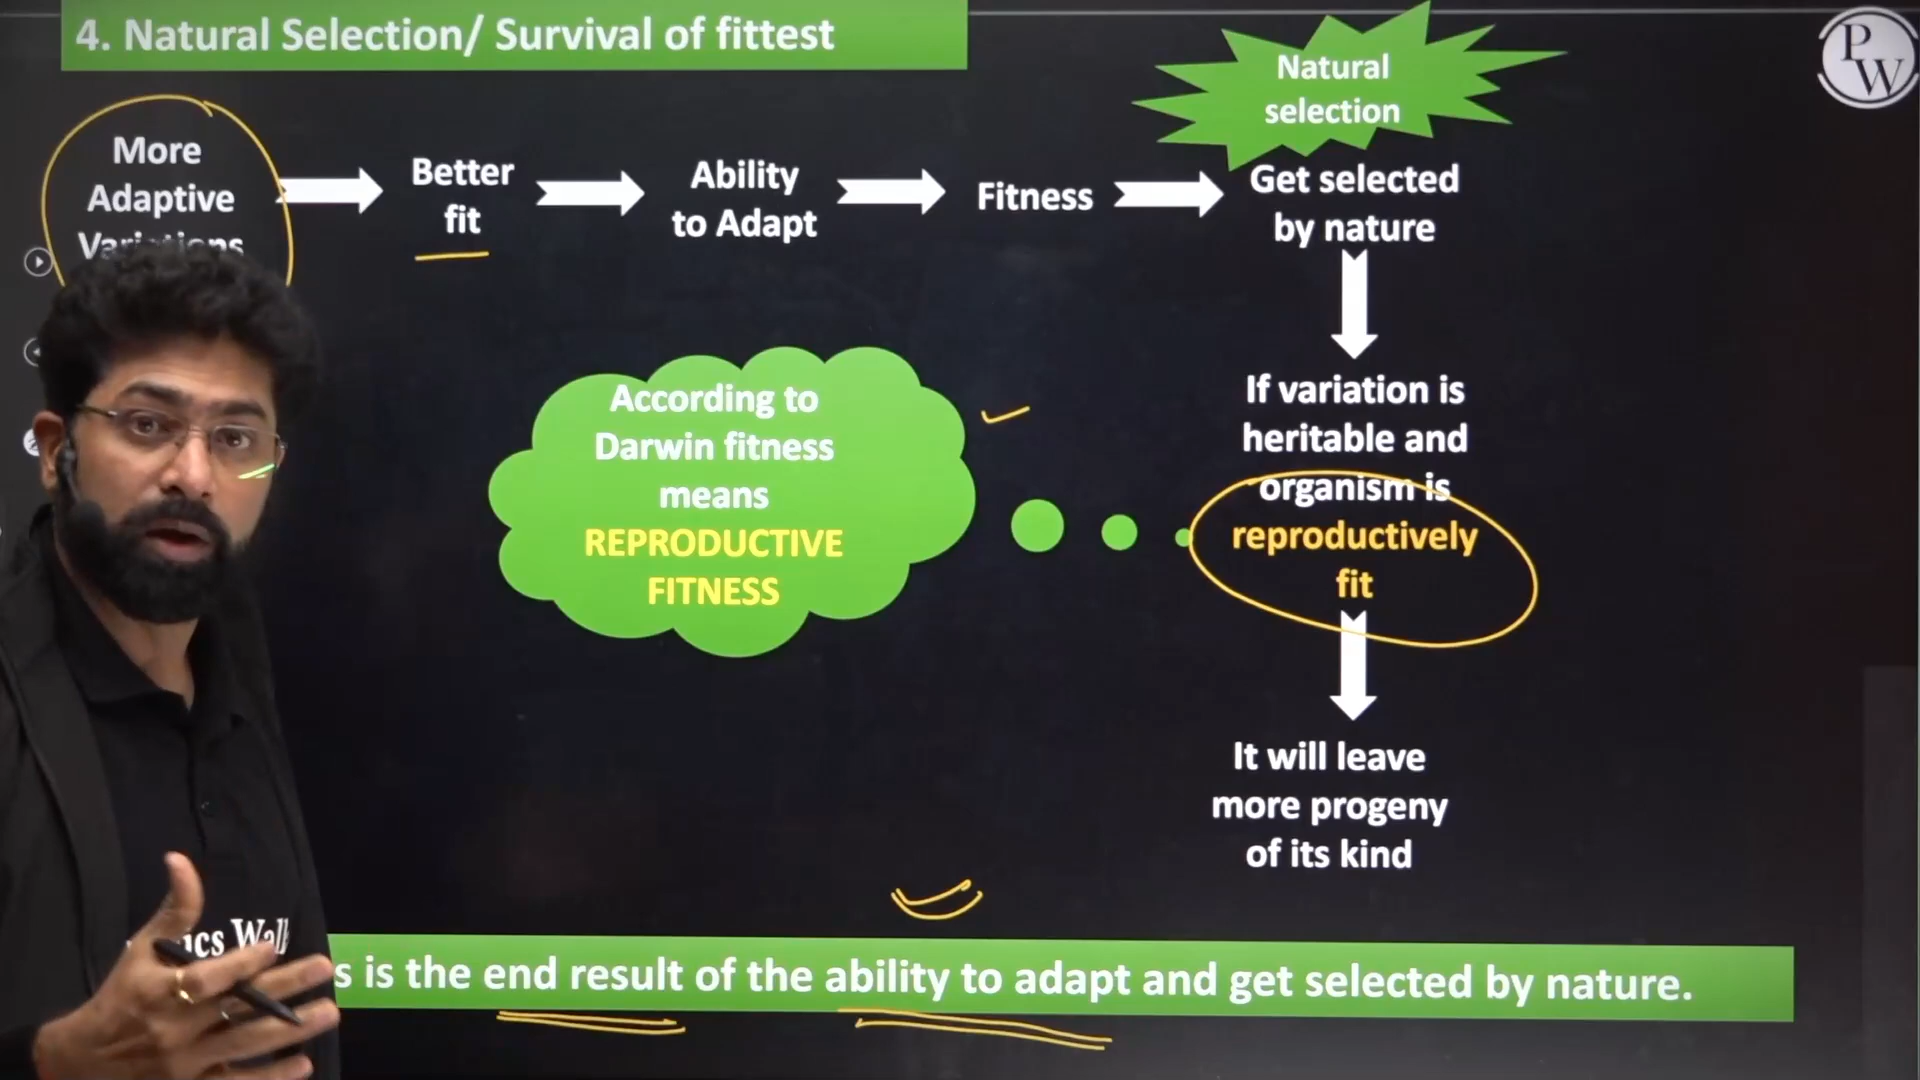 4. Natural Selection/ Survival of fittest
Natural
selection
PW
More
Adaptive
Variations
Better
fit
Ability
to Adapt
Fitness
Get selected
by nature
If variation is
heritable and
organism is
reproductively
fit
It will leave
more progeny
of its kind
According to
Darwin fitness
means
REPRODUCTIVE
FITNESS
s is the end result of the ability to adapt and get selected by nature.